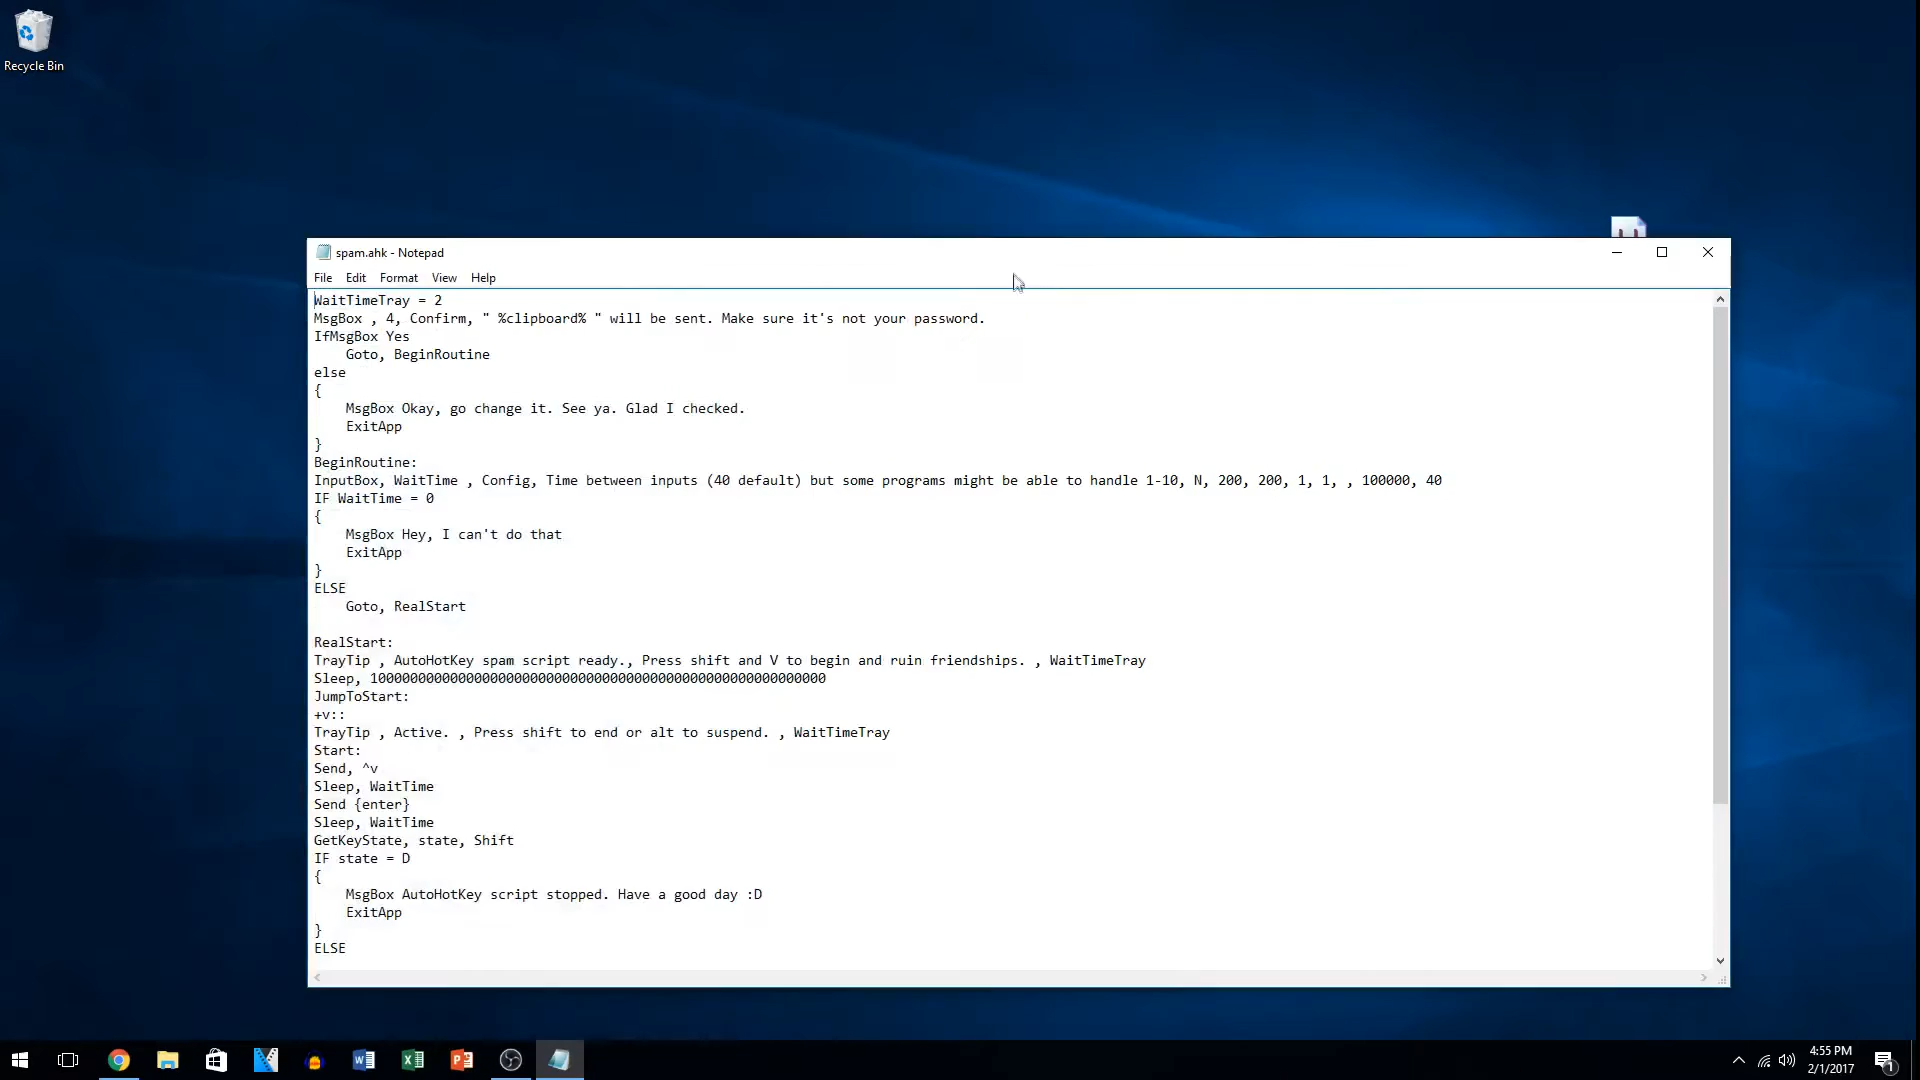 Recycle Bin
spam.ahk - Notepad
File Edit Format View Help
WaitTimeTray = 2
MsgBox , 4, Confirm, " %clipboard% " will be sent. Make sure it's not your password.
IfMsgBox Yes
    Goto, BeginRoutine
else
{
    MsgBox Okay, go change it. See ya. Glad I checked.
    ExitApp
}
BeginRoutine:
InputBox, WaitTime , Config, Time between inputs (40 default) but some programs might be able to handle 1-10, N, 200, 200, 1, 1, , 100000, 40
IF WaitTime = 0
{
    MsgBox Hey, I can't do that
    ExitApp
}
ELSE
    Goto, RealStart
RealStart:
TrayTip , AutoHotKey spam script ready., Press shift and V to begin and ruin friendships. , WaitTimeTray
Sleep, 100000000000000000000000000000000000000000000000000000000
JumpToStart:
+v::
TrayTip , Active. , Press shift to end or alt to suspend. , WaitTimeTray
Start:
Send, ^v
Sleep, WaitTime
Send {enter}
Sleep, WaitTime
GetKeyState, state, Shift
IF state = D
{
    MsgBox AutoHotKey script stopped. Have a good day :D
    ExitApp
}
ELSE
4:55 PM
2/1/2017
1